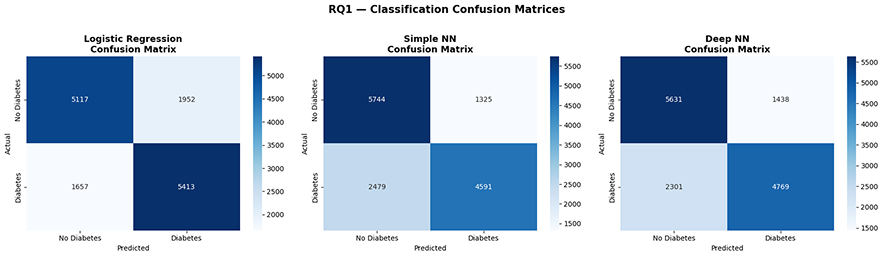 RQ1 — Classification Confusion Matrices
Logistic Regression
Confusion Matrix
No Diabetes
Diabetes
Actual
5117
1952
1657
5413
No Diabetes
Diabetes
Predicted
5000
4500
4000
3500
3000
2500
2000
Simple NN
Confusion Matrix
No Diabetes
Diabetes
Actual
5744
1325
2479
4591
No Diabetes
Diabetes
Predicted
5500
5000
4500
4000
3500
3000
2500
2000
1500
Deep NN
Confusion Matrix
No Diabetes
Diabetes
Actual
5631
1438
2301
4769
No Diabetes
Diabetes
Predicted
5500
5000
4500
4000
3500
3000
2500
2000
1500